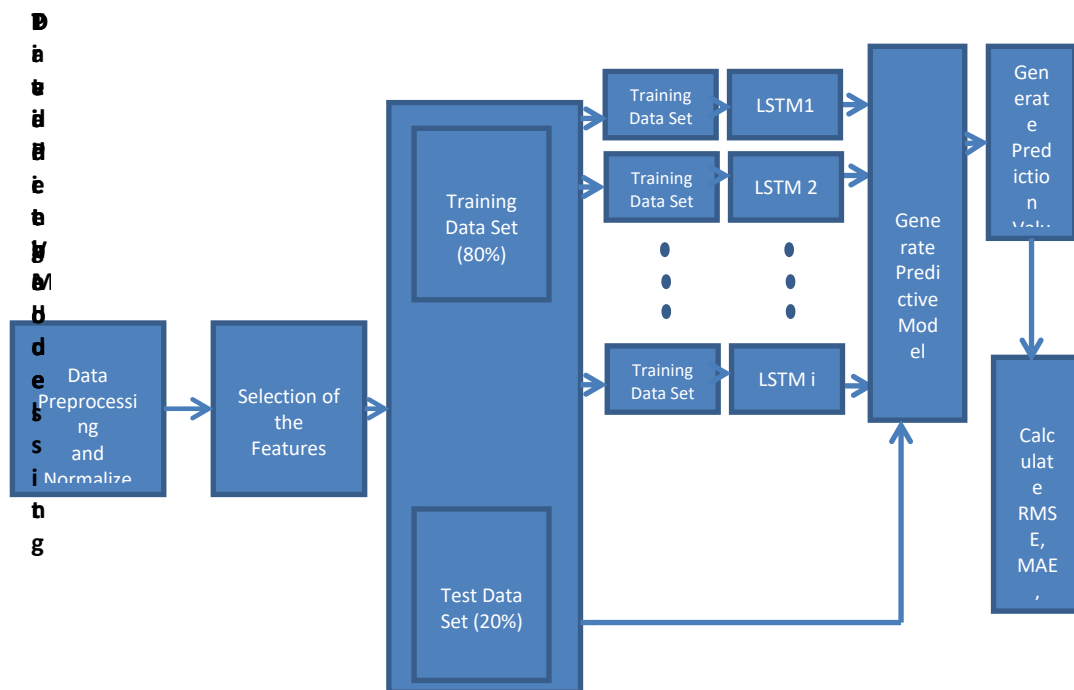 Data
Preprocessi
ng
and
Normalize
Selection of
the
Features
Training
Data Set
(80%)
Test Data
Set (20%)
Training
Data Set
LSTM1
Training
Data Set
LSTM 2
Training
Data Set
LSTM i
Gene
rate
Predi
ctive
Mod
el
Gen
erat
e
Pred
ictio
n
Valu
Calc
ulat
e
RMS
E,
MAE
,